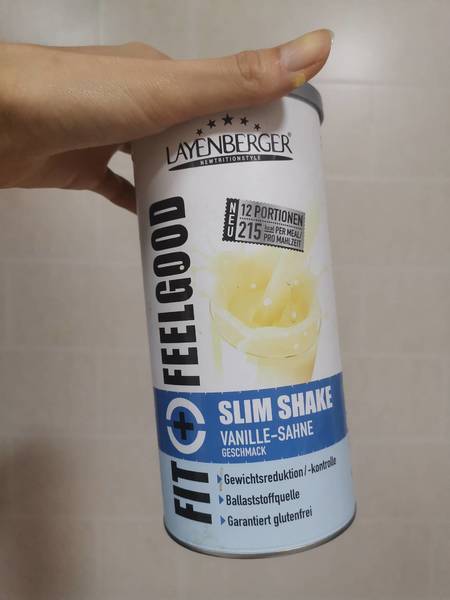 LAYENBERGER®
NEWTRITIONSTYLE
NEU
12 PORTIONEN
215 kcal PER MEAL/
PRO MAHLZEIT
FIT + FEELGOOD
SLIM SHAKE
VANILLE-SAHNE
GESCHMACK
Gewichtsreduktion/-kontrolle
Ballaststoffquelle
Garantiert glutenfrei